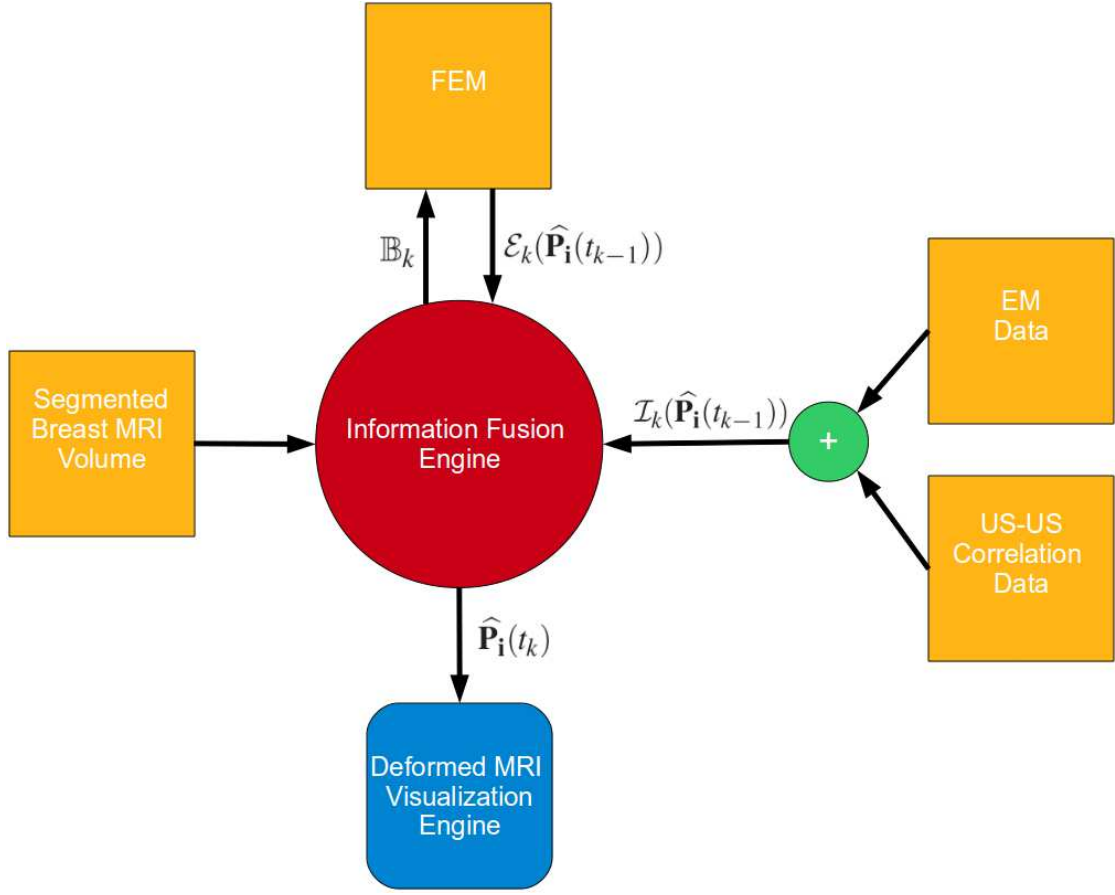 FEM
𝔹ₖ
ℰₖ(P̂ᵢ(tₖ₋₁))
EM
Data
Segmented
Breast MRI
Volume
Information Fusion
Engine
ℐₖ(P̂ᵢ(tₖ₋₁))
+
US-US
Correlation
Data
P̂ᵢ(tₖ)
Deformed MRI
Visualization
Engine